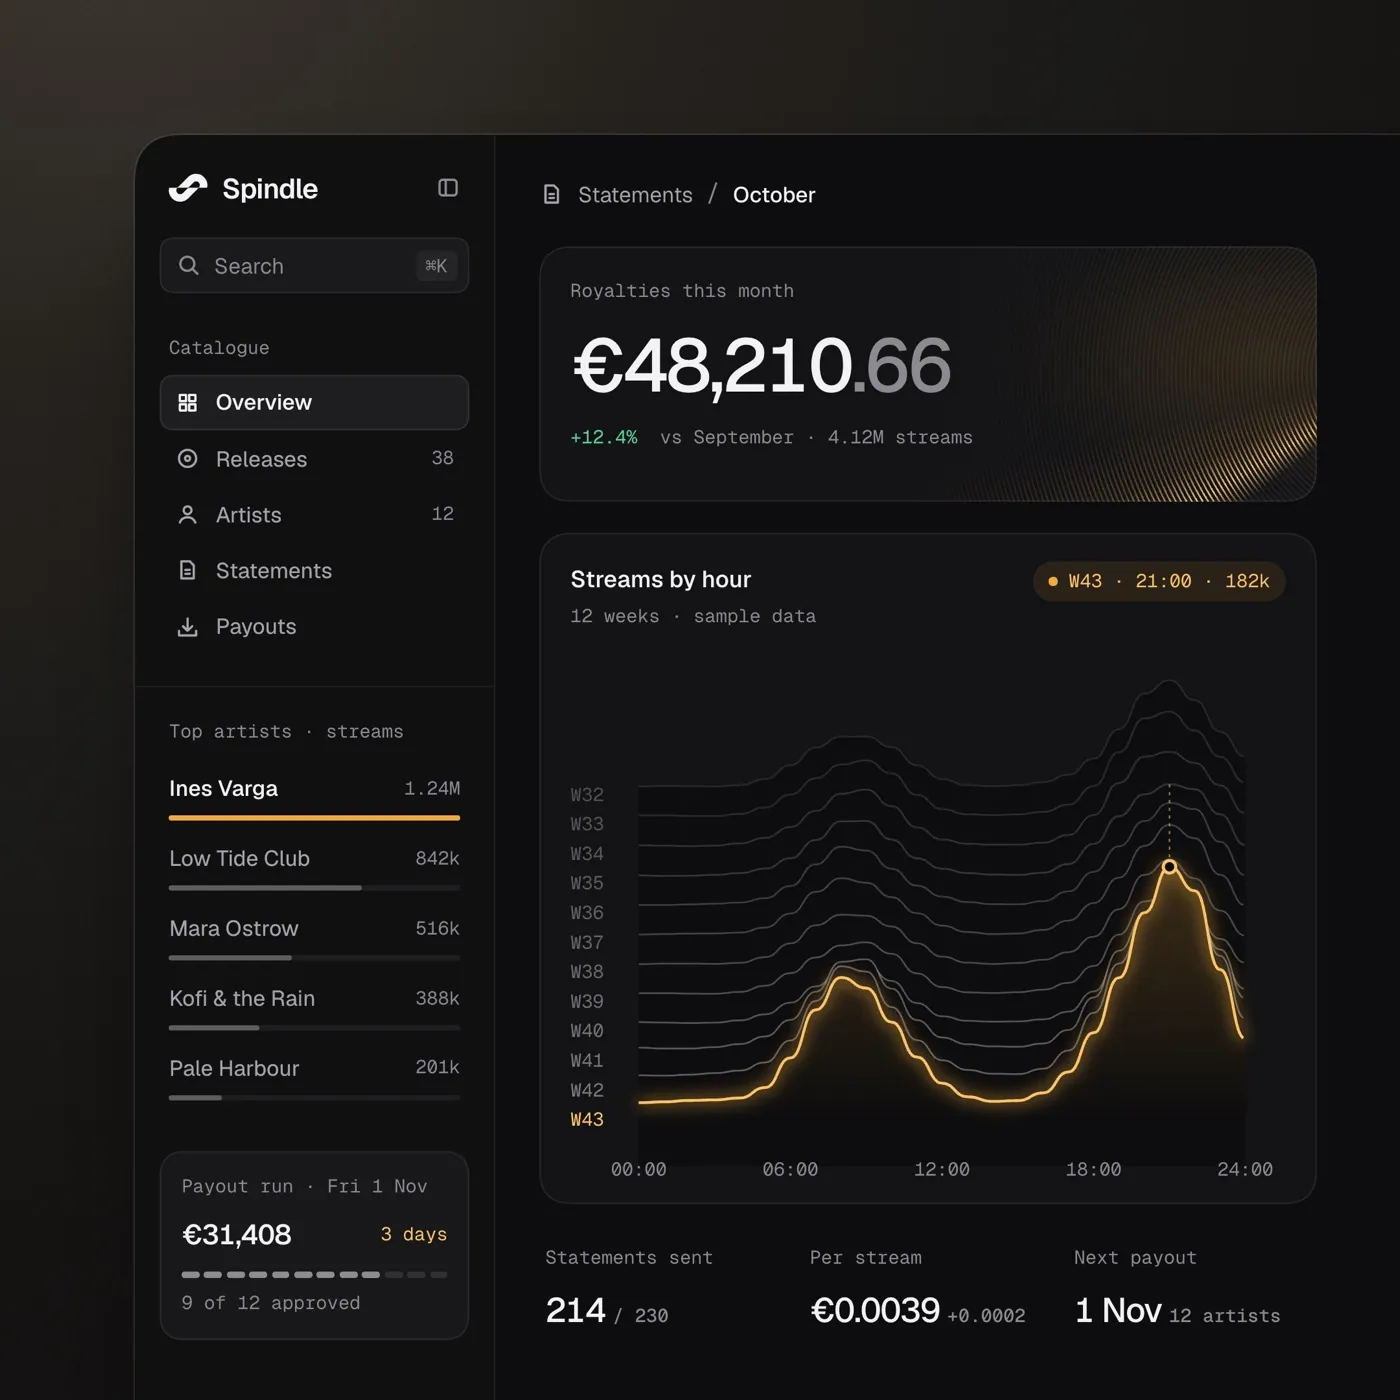 Spindle
Search ⌘K
Catalogue
Overview
Releases 38
Artists 12
Statements
Payouts
Top artists · streams
Ines Varga 1.24M
Low Tide Club 842k
Mara Ostrow 516k
Kofi & the Rain 388k
Pale Harbour 201k
Payout run · Fri 1 Nov
€31,408 3 days
9 of 12 approved
Statements / October
Royalties this month
€48,210.66
+12.4% vs September · 4.12M streams
Streams by hour
W43 · 21:00 · 182k
12 weeks · sample data
W32
W33
W34
W35
W36
W37
W38
W39
W40
W41
W42
W43
00:00 06:00 12:00 18:00 24:00
Statements sent
214 / 230
Per stream
€0.0039 +0.0002
Next payout
1 Nov 12 artists